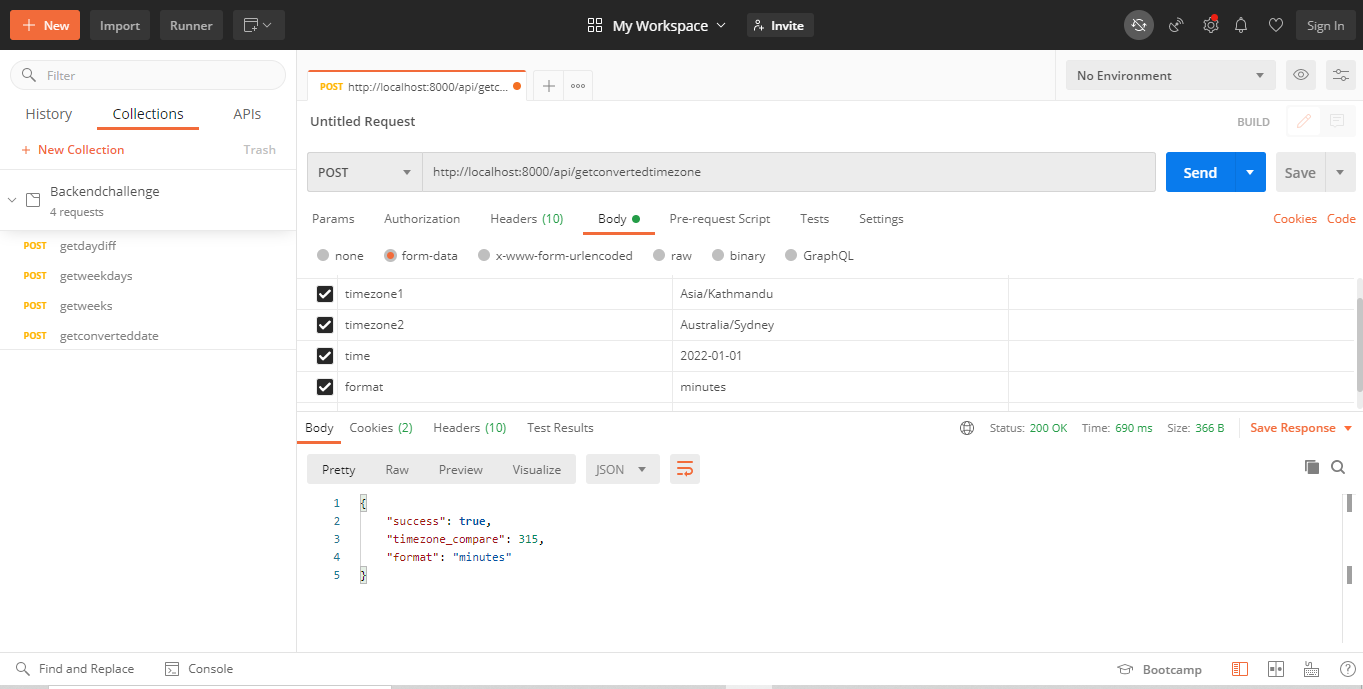 New Import Runner My Workspace Invite Sign In
Filter
History Collections APIs
New Collection Trash
Backendchallenge
4 requests
POST getdaydiff
POST getweekdays
POST getweeks
POST getconverteddate
POST http://localhost:8000/api/getc...
No Environment
Untitled Request BUILD
POST http://localhost:8000/api/getconvertedtimezone Send Save
Params Authorization Headers (10) Body Pre-request Script Tests Settings Cookies Code
none form-data x-www-form-urlencoded raw binary GraphQL
timezone1 Asia/Kathmandu
timezone2 Australia/Sydney
time 2022-01-01
format minutes
Body Cookies (2) Headers (10) Test Results Status: 200 OK Time: 690 ms Size: 366 B Save Response
Pretty Raw Preview Visualize JSON
1 {
2 "success": true,
3 "timezone_compare": 315,
4 "format": "minutes"
5 }
Find and Replace Console Bootcamp